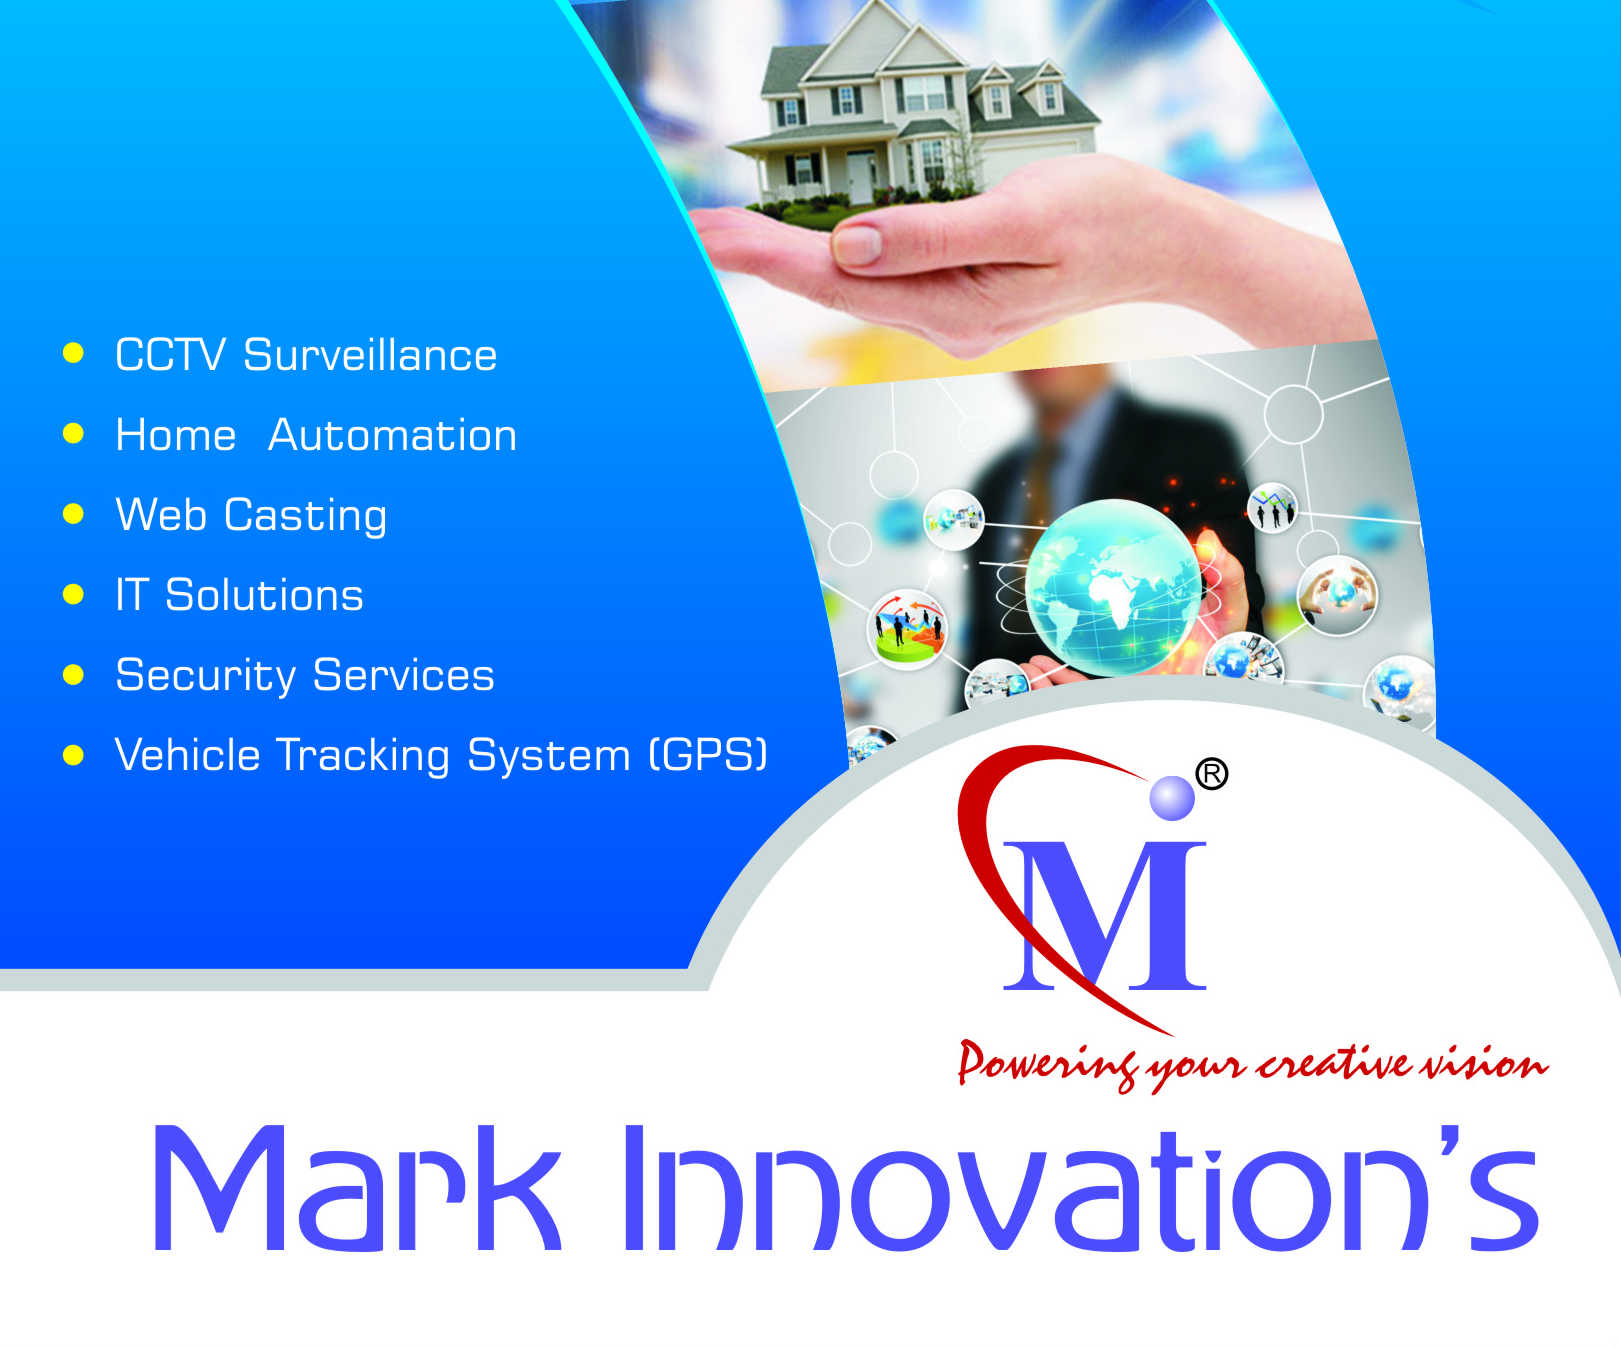 CCTV Surveillance
Home Automation
Web Casting
IT Solutions
Security Services
Vehicle Tracking System (GPS)
M®
Powering your creative vision
Mark Innovation's